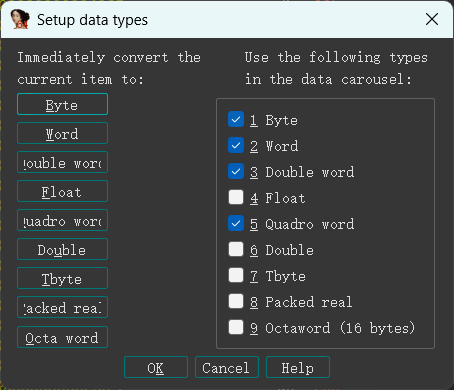 Setup data types
Immediately convert the
current item to:
Byte
Word
ouble word
Float
uadro word
Double
Tbyte
acked real
Octa word
Use the following types
in the data carousel:
1 Byte
2 Word
3 Double word
4 Float
5 Quadro word
6 Double
7 Tbyte
8 Packed real
9 Octaword (16 bytes)
OK
Cancel
Help